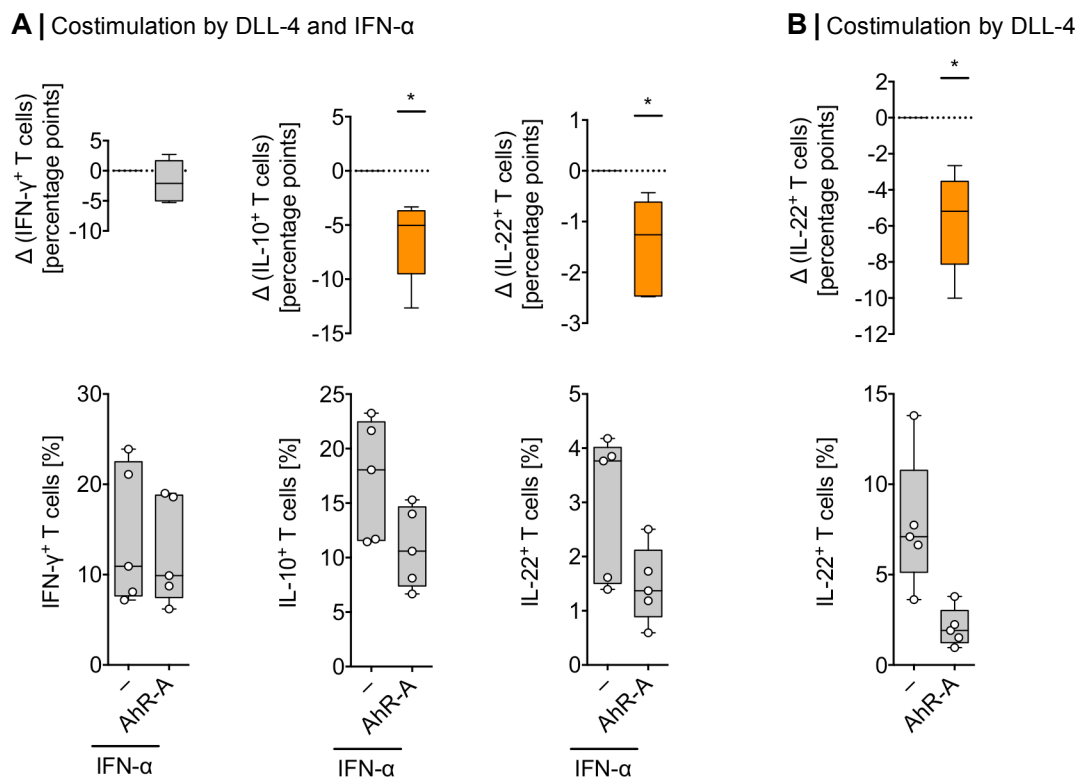 A | Costimulation by DLL-4 and IFN-α
B | Costimulation by DLL-4
Δ (IFN-γ⁺ T cells)
[percentage points]
5
0
-5
-10
Δ (IL-10⁺ T cells)
[percentage points]
5
0
-5
-10
-15
*
Δ (IL-22⁺ T cells)
[percentage points]
1
0
-1
-2
-3
*
Δ (IL-22⁺ T cells)
[percentage points]
2
0
-2
-4
-6
-8
-10
-12
*
IFN-γ⁺ T cells [%]
30
20
10
0
–
AhR-A
IFN-α
IL-10⁺ T cells [%]
25
20
15
10
5
0
–
AhR-A
IFN-α
IL-22⁺ T cells [%]
5
4
3
2
1
0
–
AhR-A
IFN-α
IL-22⁺ T cells [%]
15
10
5
0
–
AhR-A